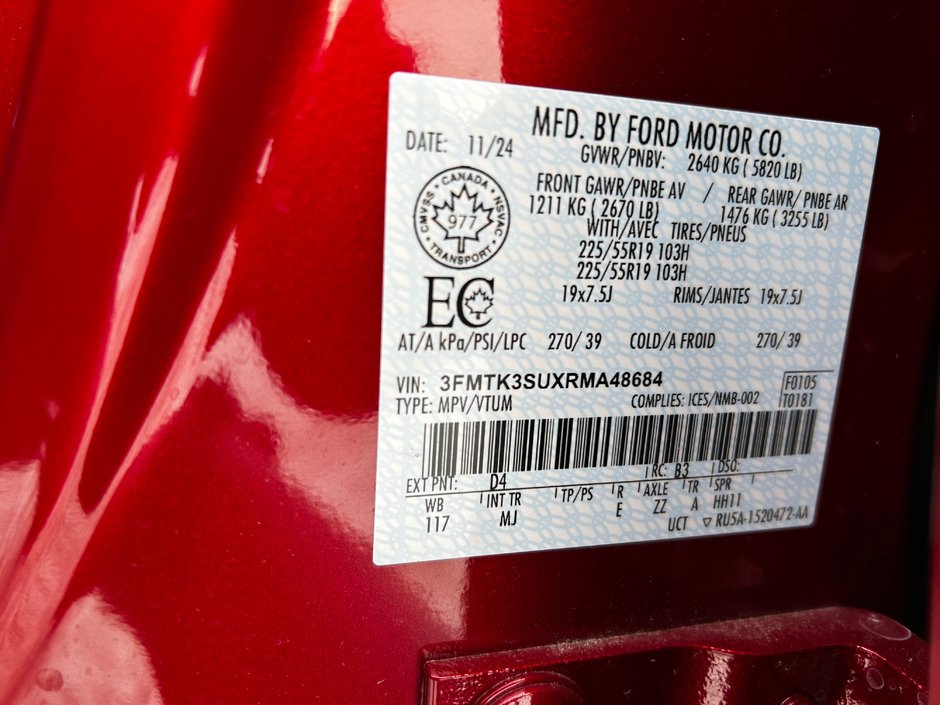 MFD. BY FORD MOTOR CO.
DATE: 11/24
GVWR/PNBV: 2640 KG ( 5820 LB)
FRONT GAWR/PNBE AV / REAR GAWR/ PNBE AR
1211 KG ( 2670 LB) 1476 KG ( 3255 LB)
WITH/AVEC TIRES/PNEUS
225/55R19 103H
225/55R19 103H
19x7.5J RIMS/JANTES 19x7.5J
CANADA
CMVSS NSVAC
977
TRANSPORT
EC
AT/A kPa/PSI/LPC 270/ 39 COLD/A FROID 270/ 39
VIN: 3FMTK3SUXRMA48684
F0105
TYPE: MPV/VTUM COMPLIES: ICES/NMB-002 T0181
EXT PNT: D4 RC: B3 DSO:
WB INT TR TP/PS R AXLE TR SPR
117 MJ E ZZ A HH11
UCT ▽ RU5A-1520472-AA